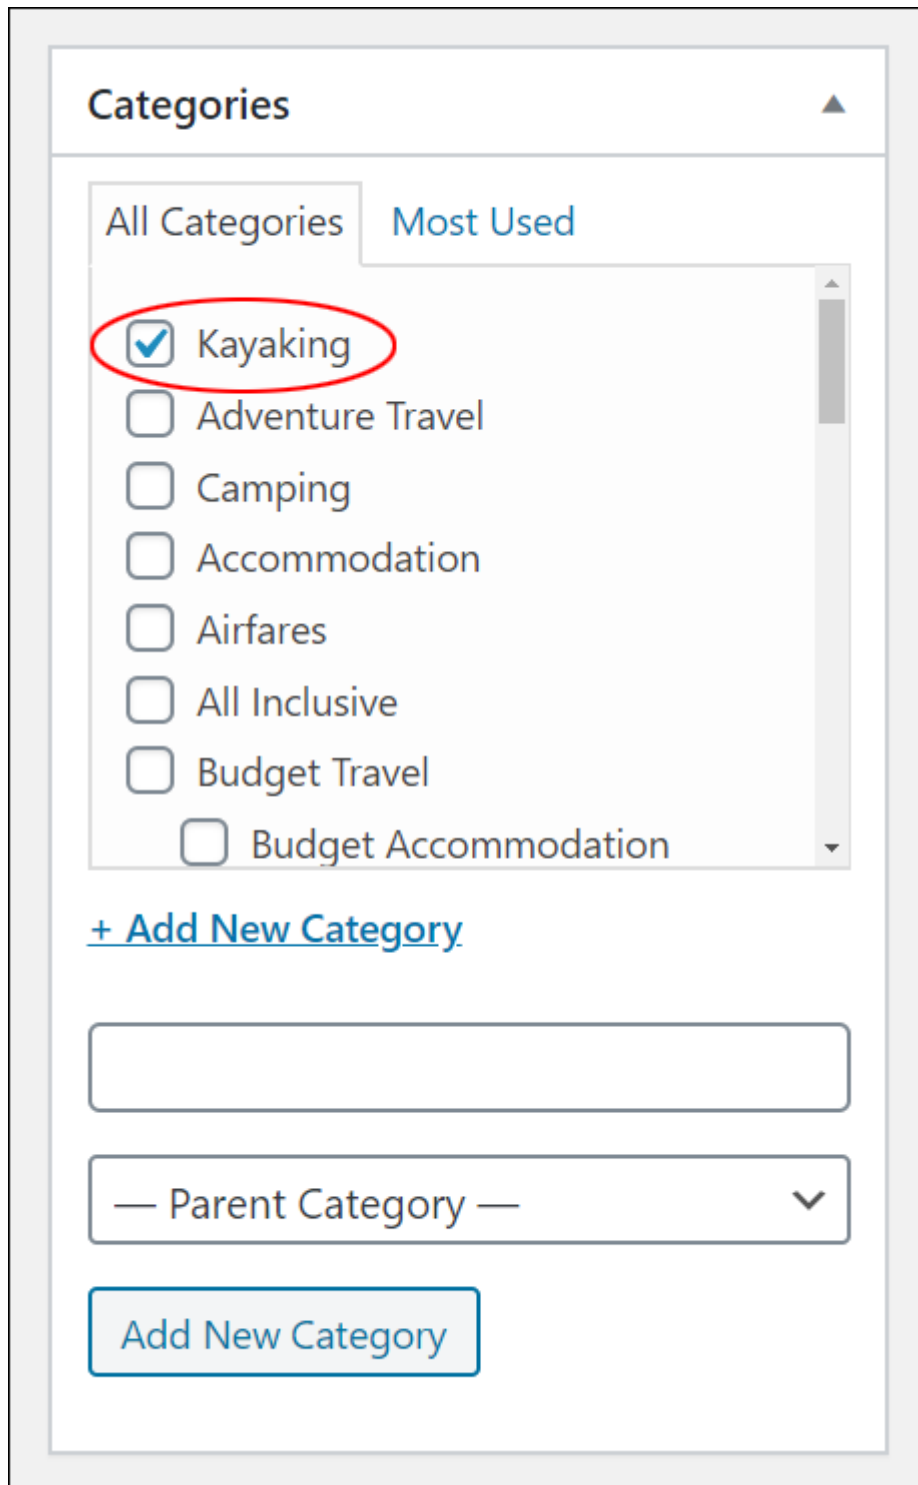 Categories
All Categories Most Used
Kayaking
Adventure Travel
Camping
Accommodation
Airfares
All Inclusive
Budget Travel
Budget Accommodation
+ Add New Category
— Parent Category —
Add New Category